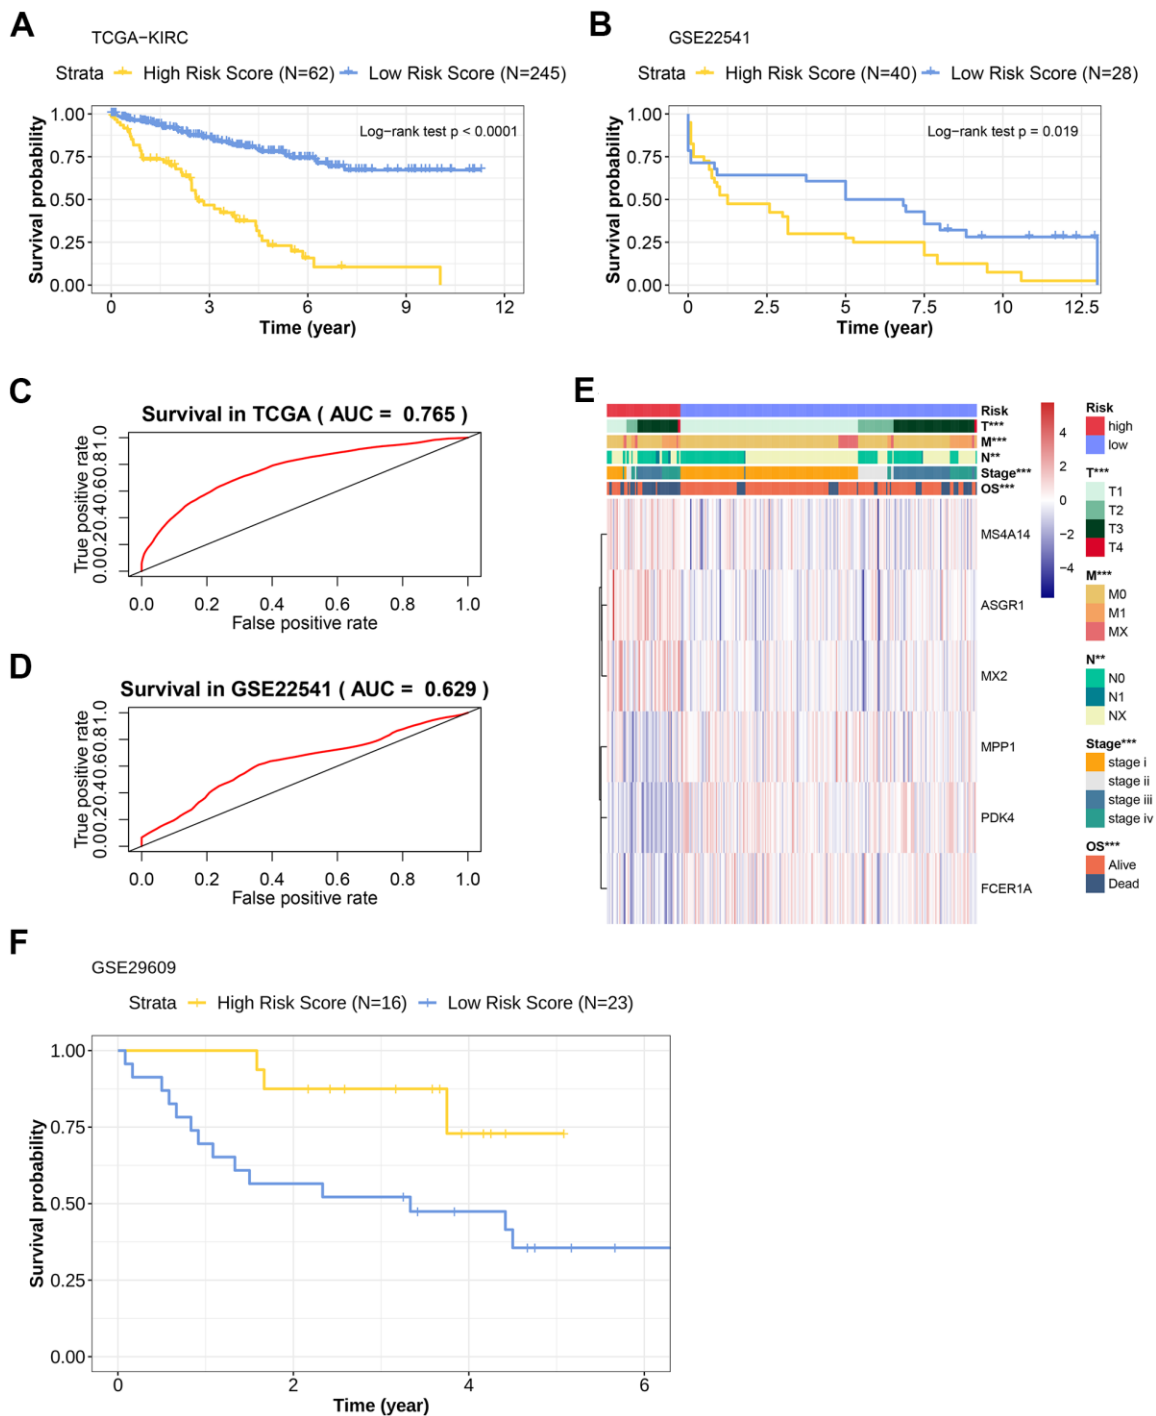 A
TCGA−KIRC
Strata High Risk Score (N=62) Low Risk Score (N=245)
Survival probability
1.00
0.75
0.50
0.25
0.00
Log−rank test p < 0.0001
0 3 6 9 12
Time (year)
B
GSE22541
Strata High Risk Score (N=40) Low Risk Score (N=28)
Survival probability
1.00
0.75
0.50
0.25
0.00
Log−rank test p = 0.019
0 2.5 5 7.5 10 12.5
Time (year)
C
Survival in TCGA ( AUC = 0.765 )
True positive rate
0.00.20.40.60.81.0
0.0 0.2 0.4 0.6 0.8 1.0
False positive rate
D
Survival in GSE22541 ( AUC = 0.629 )
True positive rate
0.00.20.40.60.81.0
0.0 0.2 0.4 0.6 0.8 1.0
False positive rate
E
Risk
T***
M***
N**
Stage***
OS***
MS4A14
ASGR1
MX2
MPP1
PDK4
FCER1A
4
2
0
−2
−4
Risk
high
low
T***
T1
T2
T3
T4
M***
M0
M1
MX
N**
N0
N1
NX
Stage***
stage i
stage ii
stage iii
stage iv
OS***
Alive
Dead
F
GSE29609
Strata High Risk Score (N=16) Low Risk Score (N=23)
Survival probability
1.00
0.75
0.50
0.25
0.00
0 2 4 6
Time (year)